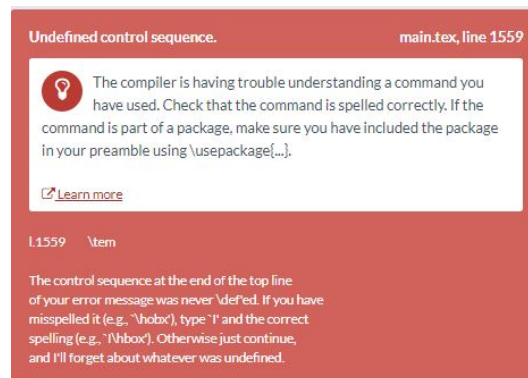 Undefined control sequence. main.tex, line 1559
The compiler is having trouble understanding a command you
have used. Check that the command is spelled correctly. If the
command is part of a package, make sure you have included the package
in your preamble using \usepackage{...}.
Learn more
l.1559 \tem
The control sequence at the end of the top line
of your error message was never \def'ed. If you have
misspelled it (e.g., `\hobx'), type `I' and the correct
spelling (e.g., `I\hbox'). Otherwise just continue,
and I'll forget about whatever was undefined.